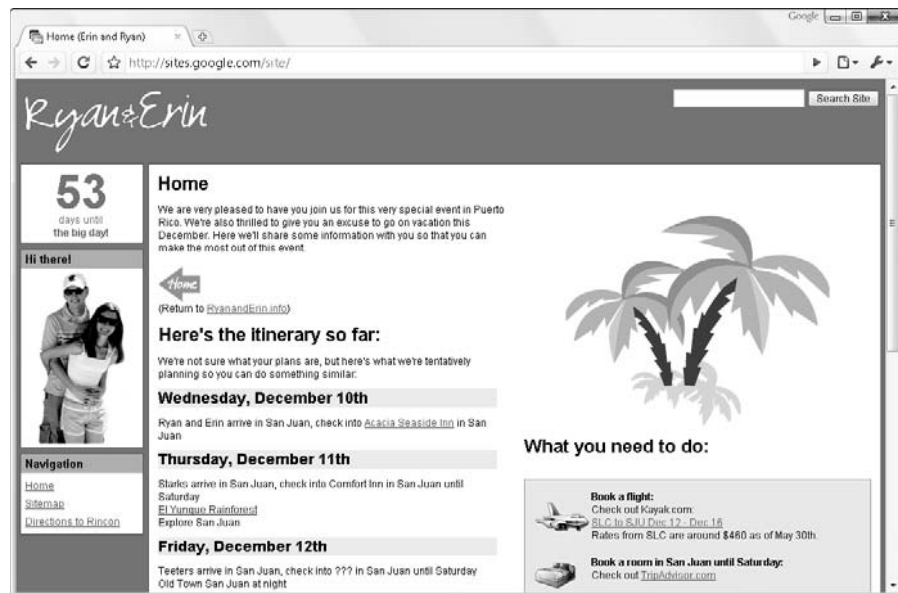 Google
Home (Erin and Ryan)
http://sites.google.com/site/
Ryan&Erin
Search Site
53
days until
the big day!
Hi there!
Navigation
Home
Sitemap
Directions to Rincon
Home
We are very pleased to have you join us for this very special event in Puerto
Rico. We're also thrilled to give you an excuse to go on vacation this
December. Here we'll share some information with you so that you can
make the most out of this event.
Home
(Return to RyanandErin.info)
Here's the itinerary so far:
We're not sure what your plans are, but here's what we're tentatively
planning so you can do something similar:
Wednesday, December 10th
Ryan and Erin arrive in San Juan, check into Acacia Seaside Inn in San
Juan
Thursday, December 11th
Starks arrive in San Juan, check into Comfort Inn in San Juan until
Saturday
El Yunque Rainforest
Explore San Juan
Friday, December 12th
Teeters arrive in San Juan, check into ??? in San Juan until Saturday
Old Town San Juan at night
What you need to do:
Book a flight:
Check out Kayak.com:
SLC to SJU Dec 12 - Dec 16
Rates from SLC are around $460 as of May 30th.
Book a room in San Juan until Saturday:
Check out TripAdvisor.com